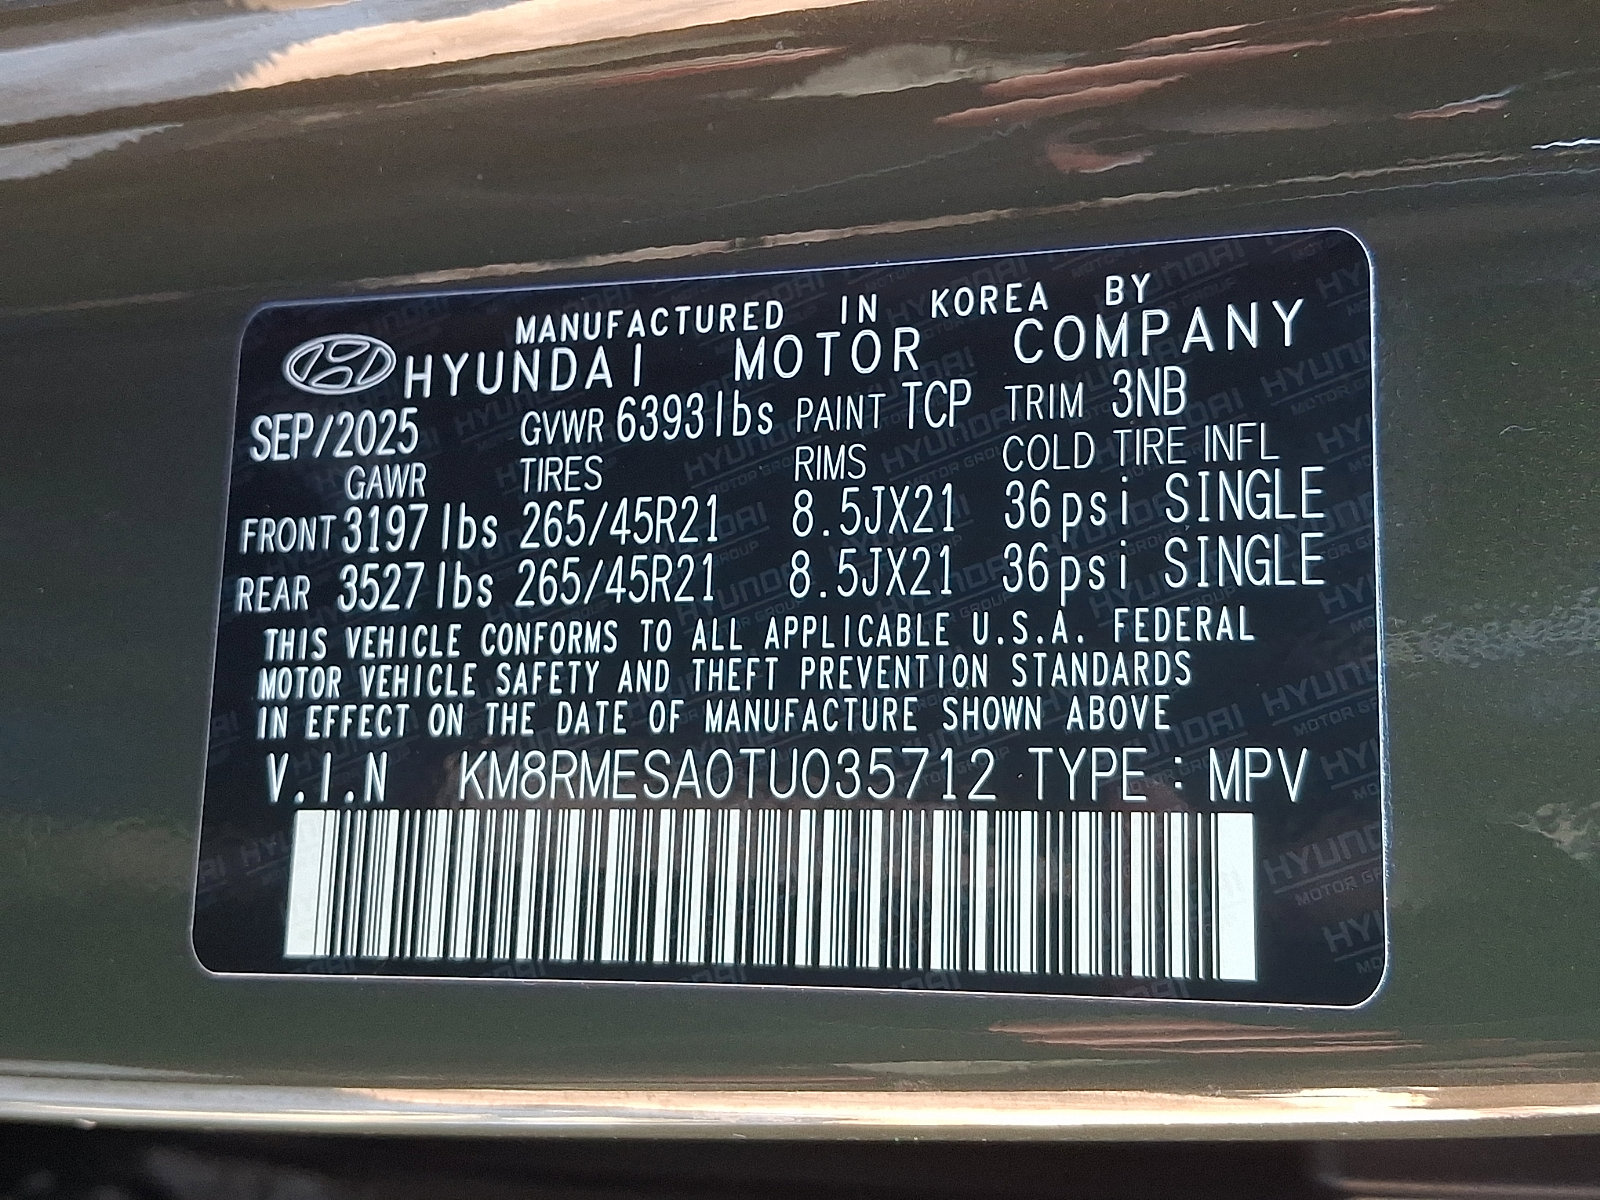 MANUFACTURED IN KOREA BY
HYUNDAI MOTOR COMPANY
SEP/2025 GVWR 6393lbs PAINT TCP TRIM 3NB
GAWR TIRES RIMS COLD TIRE INFL
FRONT 3197lbs 265/45R21 8.5JX21 36psi SINGLE
REAR 3527lbs 265/45R21 8.5JX21 36psi SINGLE
THIS VEHICLE CONFORMS TO ALL APPLICABLE U.S.A. FEDERAL
MOTOR VEHICLE SAFETY AND THEFT PREVENTION STANDARDS
IN EFFECT ON THE DATE OF MANUFACTURE SHOWN ABOVE
V.I.N KM8RMESA0TU035712 TYPE : MPV